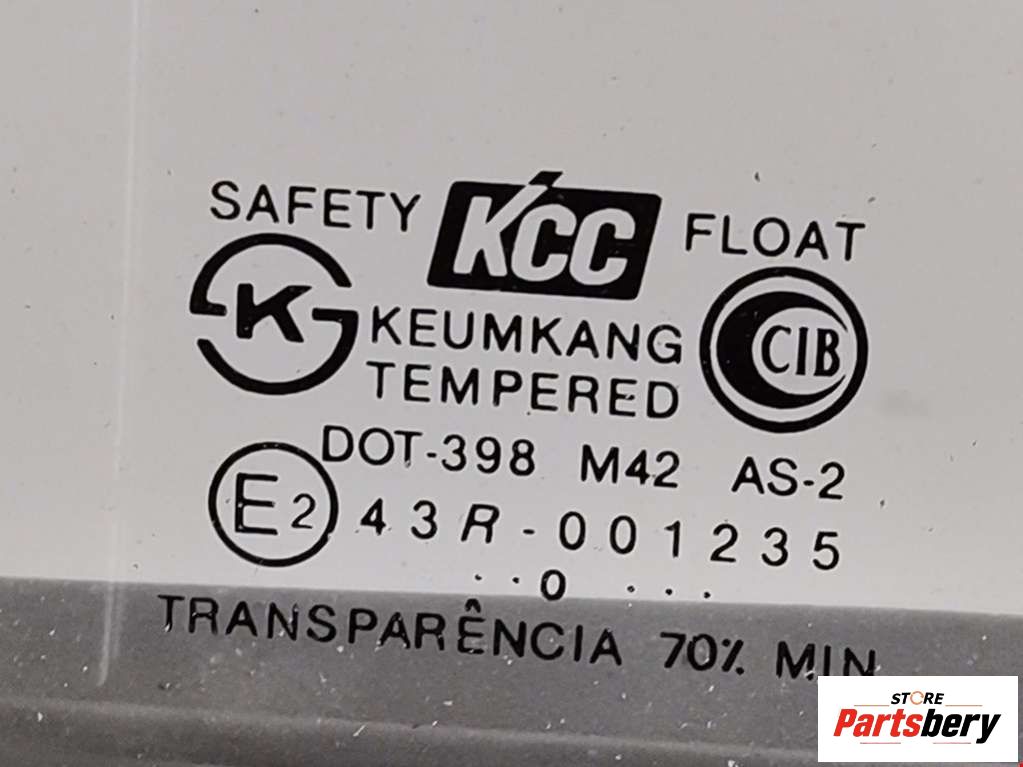 SAFETY KCC FLOAT
K KEUMKANG CIB
TEMPERED
DOT-398 M42 AS-2
E2 43R-001235
..0 ...
TRANSPARÊNCIA 70% MIN
STORE
Partsbery